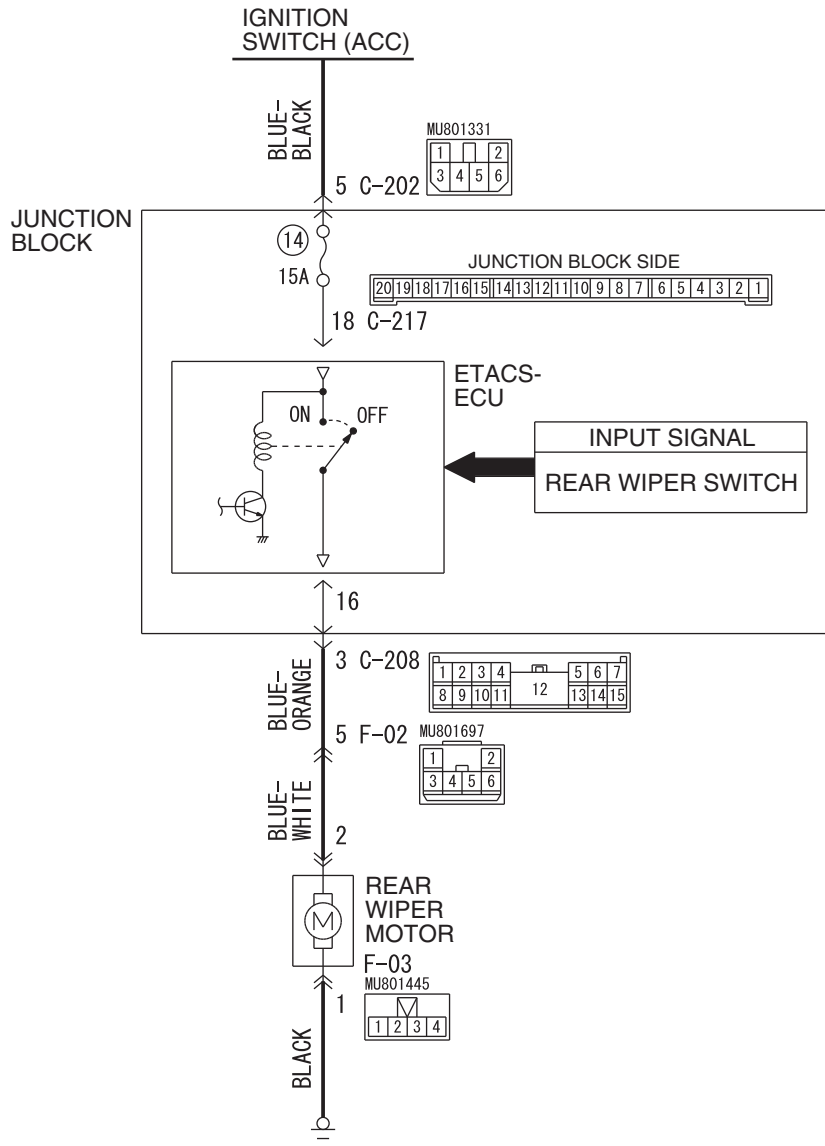 IGNITION
SWITCH (ACC)
BLUE-
BLACK
MU801331
1 2
3 4 5 6
5 C-202
JUNCTION
BLOCK
14
15A
JUNCTION BLOCK SIDE
20 19 18 17 16 15 14 13 12 11 10 9 8 7 6 5 4 3 2 1
18 C-217
ETACS-
ECU
ON OFF
INPUT SIGNAL
REAR WIPER SWITCH
16
3 C-208
1 2 3 4 5 6 7
8 9 10 11 12 13 14 15
BLUE-
ORANGE
5 F-02
MU801697
1 2
3 4 5 6
BLUE-
WHITE
2
M
REAR
WIPER
MOTOR
F-03
MU801445
1 2 3 4
1
BLACK